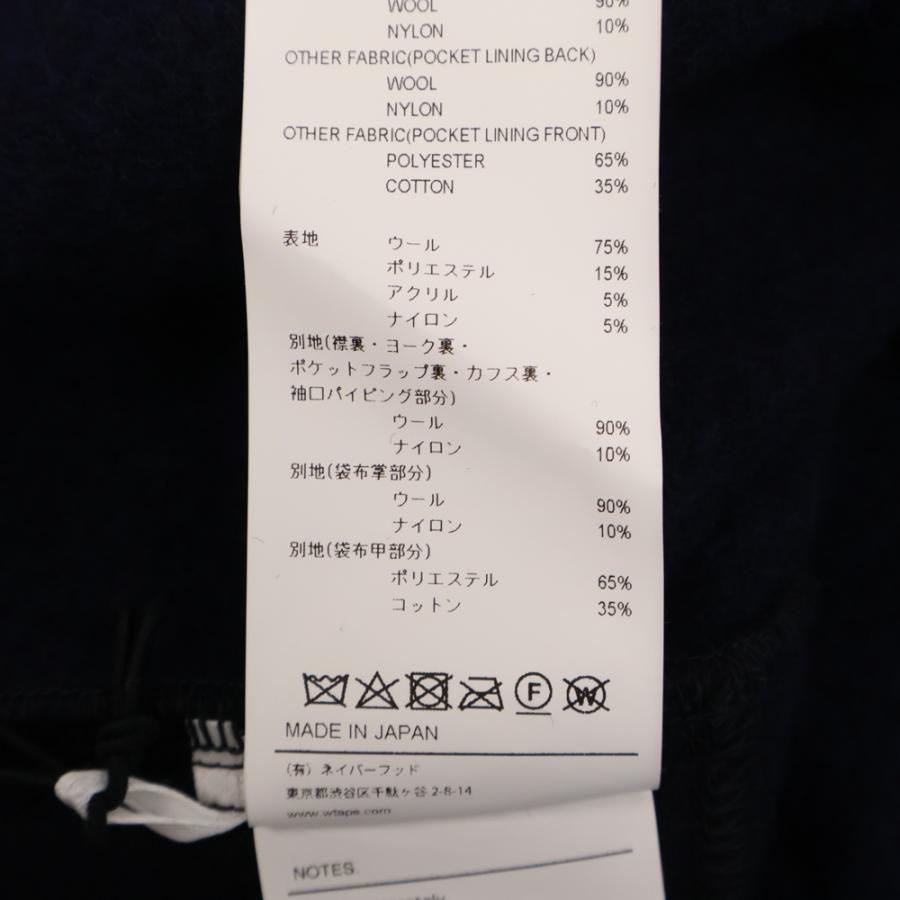 WOOL 90%
NYLON 10%
OTHER FABRIC(POCKET LINING BACK)
WOOL 90%
NYLON 10%
OTHER FABRIC(POCKET LINING FRONT)
POLYESTER 65%
COTTON 35%
表地 ウール 75%
ポリエステル 15%
アクリル 5%
ナイロン 5%
別地(襟裏・ヨーク裏・
ポケットフラップ裏・カフス裏・
袖口パイピング部分)
ウール 90%
ナイロン 10%
別地(袋布掌部分)
ウール 90%
ナイロン 10%
別地(袋布甲部分)
ポリエステル 65%
コットン 35%
F W
MADE IN JAPAN
(有) ネイバーフッド
東京都渋谷区千駄ヶ谷 2-8-14
www.wtape.com
NOTES.